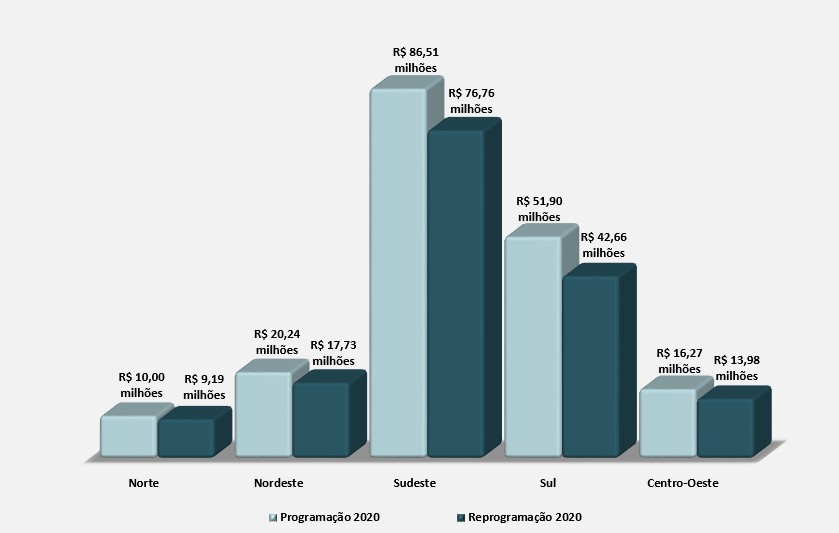 R$ 86,51
milhões
R$ 76,76
milhões
R$ 51,90
milhões
R$ 42,66
milhões
R$ 20,24
milhões
R$ 17,73
milhões
R$ 16,27
milhões
R$ 13,98
milhões
R$ 10,00
milhões
R$ 9,19
milhões
Norte
Nordeste
Sudeste
Sul
Centro-Oeste
Programação 2020
Reprogramação 2020